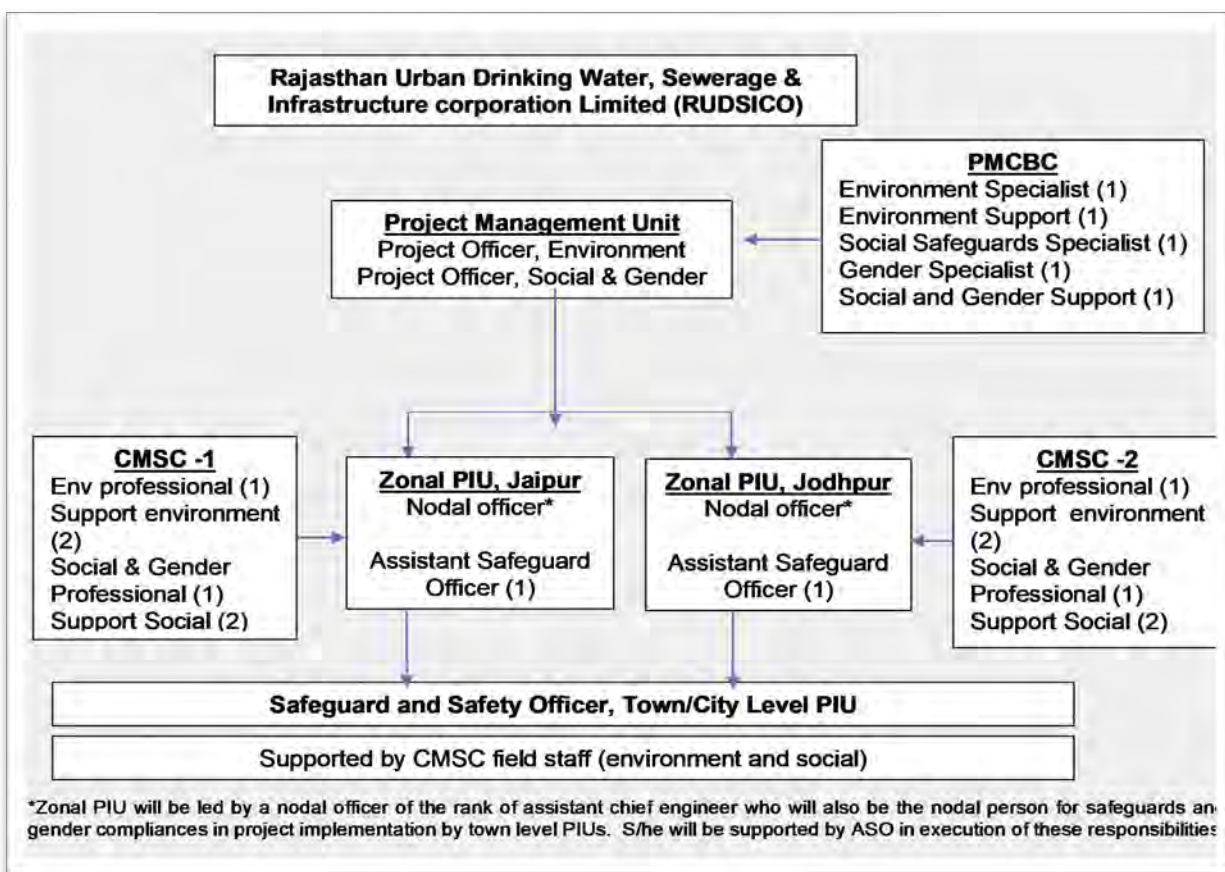 Rajasthan Urban Drinking Water, Sewerage &
Infrastructure corporation Limited (RUDSICO)
PMCBC
Environment Specialist (1)
Environment Support (1)
Social Safeguards Specialist (1)
Gender Specialist (1)
Social and Gender Support (1)
Project Management Unit
Project Officer, Environment
Project Officer, Social & Gender
CMSC -1
Env professional (1)
Support environment
(2)
Social & Gender
Professional (1)
Support Social (2)
Zonal PIU, Jaipur
Nodal officer*
Assistant Safeguard
Officer (1)
Zonal PIU, Jodhpur
Nodal officer*
Assistant Safeguard
Officer (1)
CMSC -2
Env professional (1)
Support environment
(2)
Social & Gender
Professional (1)
Support Social (2)
Safeguard and Safety Officer, Town/City Level PIU
Supported by CMSC field staff (environment and social)
*Zonal PIU will be led by a nodal officer of the rank of assistant chief engineer who will also be the nodal person for safeguards an
gender compliances in project implementation by town level PIUs. S/he will be supported by ASO in execution of these responsibilities